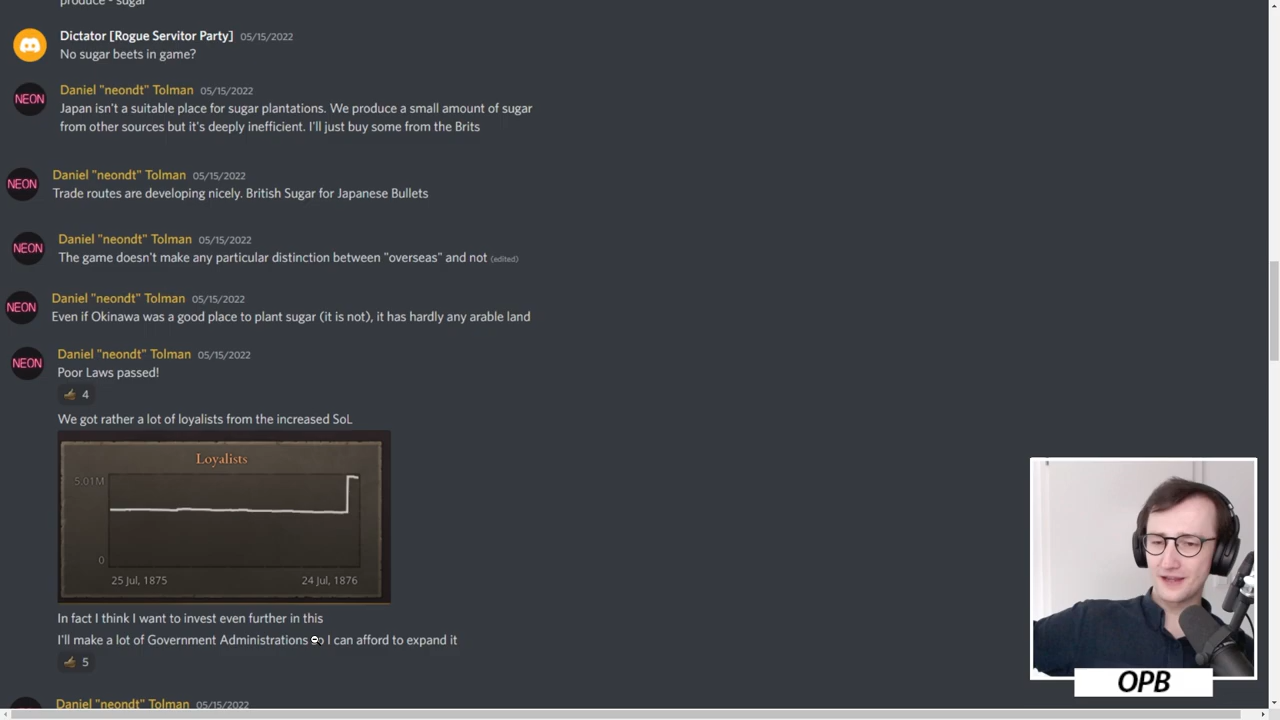 produce - sugar
Dictator [Rogue Servitor Party] 05/15/2022
No sugar beets in game?
NEON
Daniel "neondt" Tolman 05/15/2022
Japan isn't a suitable place for sugar plantations. We produce a small amount of sugar
from other sources but it's deeply inefficient. I'll just buy some from the Brits
NEON
Daniel "neondt" Tolman 05/15/2022
Trade routes are developing nicely. British Sugar for Japanese Bullets
NEON
Daniel "neondt" Tolman 05/15/2022
The game doesn't make any particular distinction between "overseas" and not (edited)
NEON
Daniel "neondt" Tolman 05/15/2022
Even if Okinawa was a good place to plant sugar (it is not), it has hardly any arable land
NEON
Daniel "neondt" Tolman 05/15/2022
Poor Laws passed!
4
We got rather a lot of loyalists from the increased SoL
Loyalists
5.01M
0
25 Jul, 1875 24 Jul, 1876
In fact I think I want to invest even further in this
I'll make a lot of Government Administrations so I can afford to expand it
5
Daniel "neondt" Tolman 05/15/2022
OPB